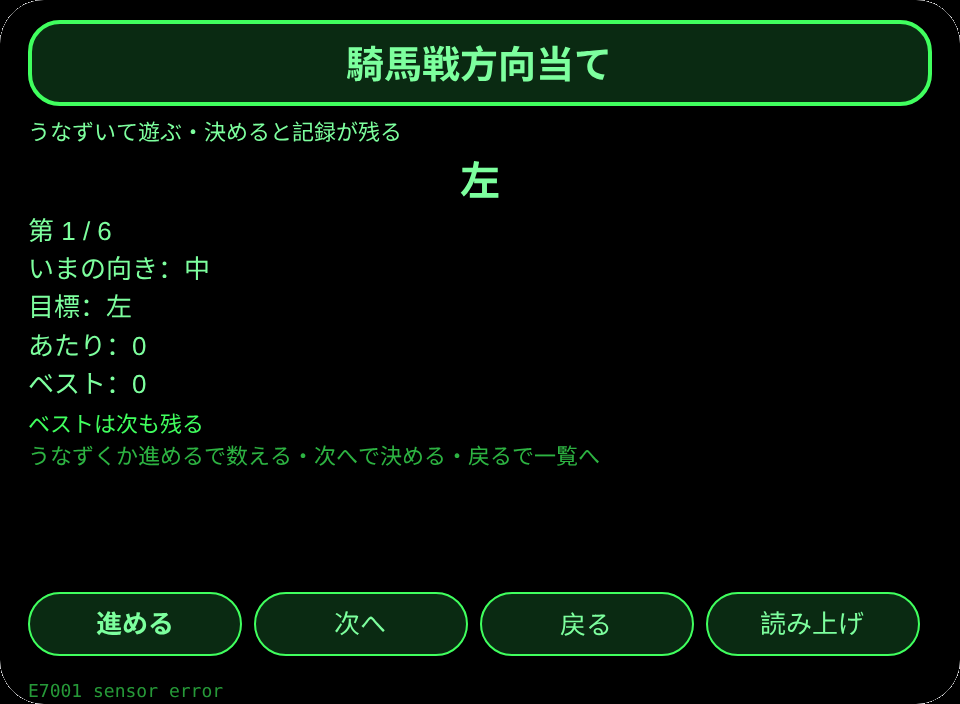 騎馬戦方向当て
うなずいて遊ぶ・決めると記録が残る
左
第 1 / 6
いまの向き: 中
目標: 左
あたり: 0
ベスト: 0
ベストは次も残る
うなずくか進めるで数える・次へで決める・戻るで一覧へ
進める
次へ
戻る
読み上げ
E7001 sensor error